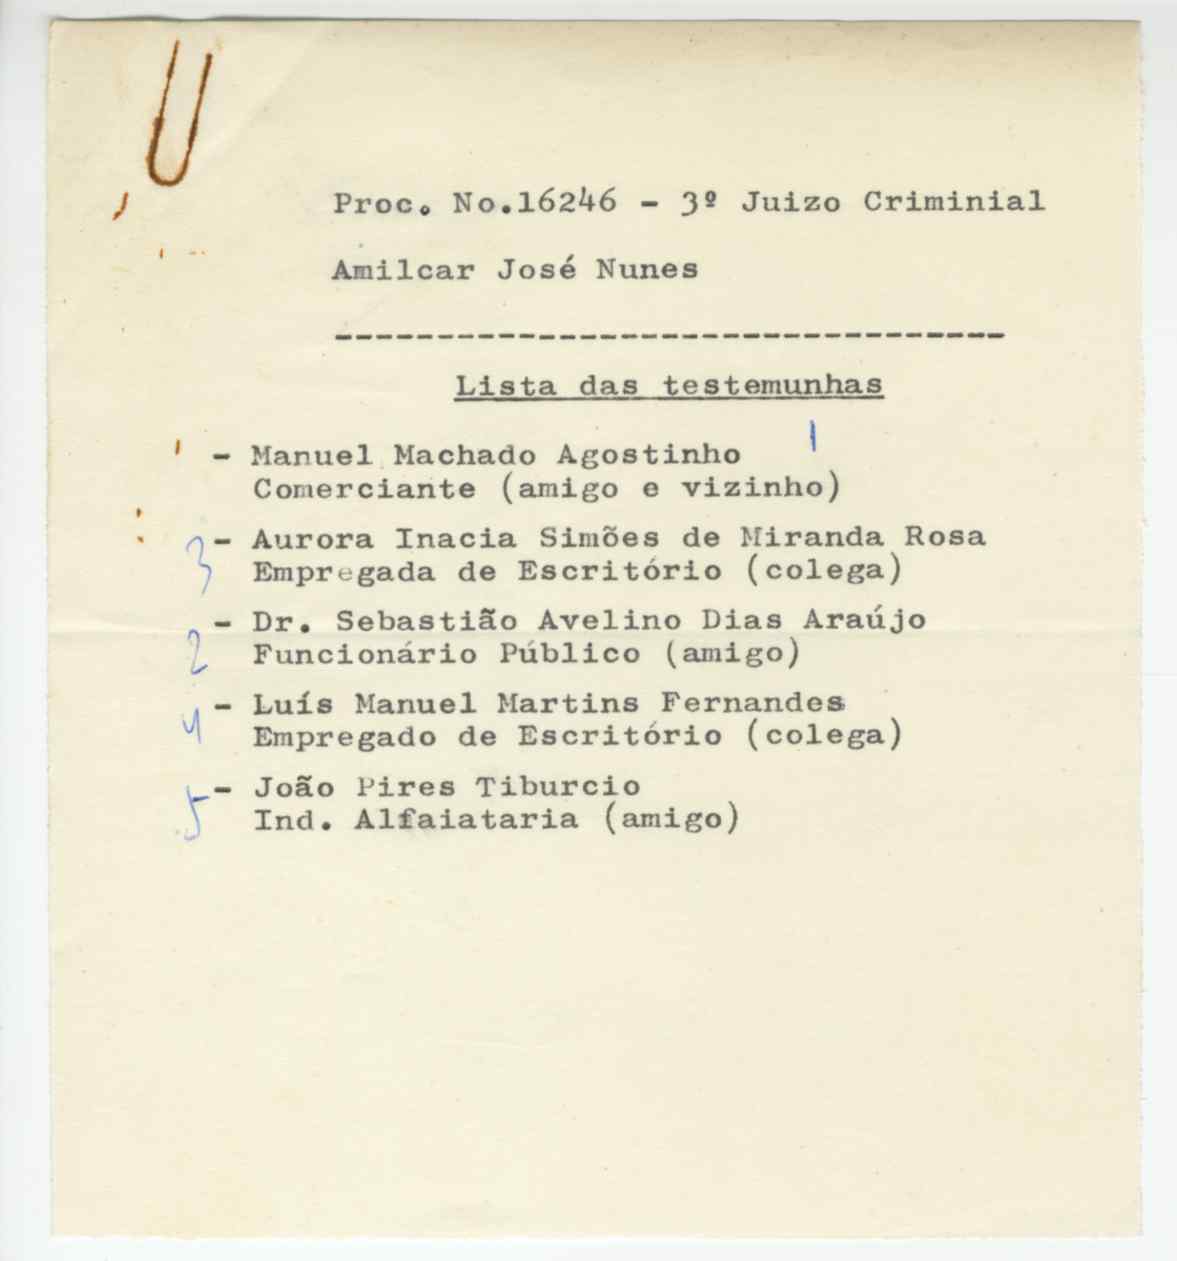 Proc. No.16246 - 3º Juizo Criminial
Amilcar José Nunes
---------------------------------
Lista das testemunhas
1
- Manuel Machado Agostinho
Comerciante (amigo e vizinho)
3 - Aurora Inacia Simões de Miranda Rosa
Empregada de Escritório (colega)
2 - Dr. Sebastião Avelino Dias Araújo
Funcionário Público (amigo)
4 - Luís Manuel Martins Fernandes
Empregado de Escritório (colega)
5 - João Pires Tiburcio
Ind. Alfaiataria (amigo)